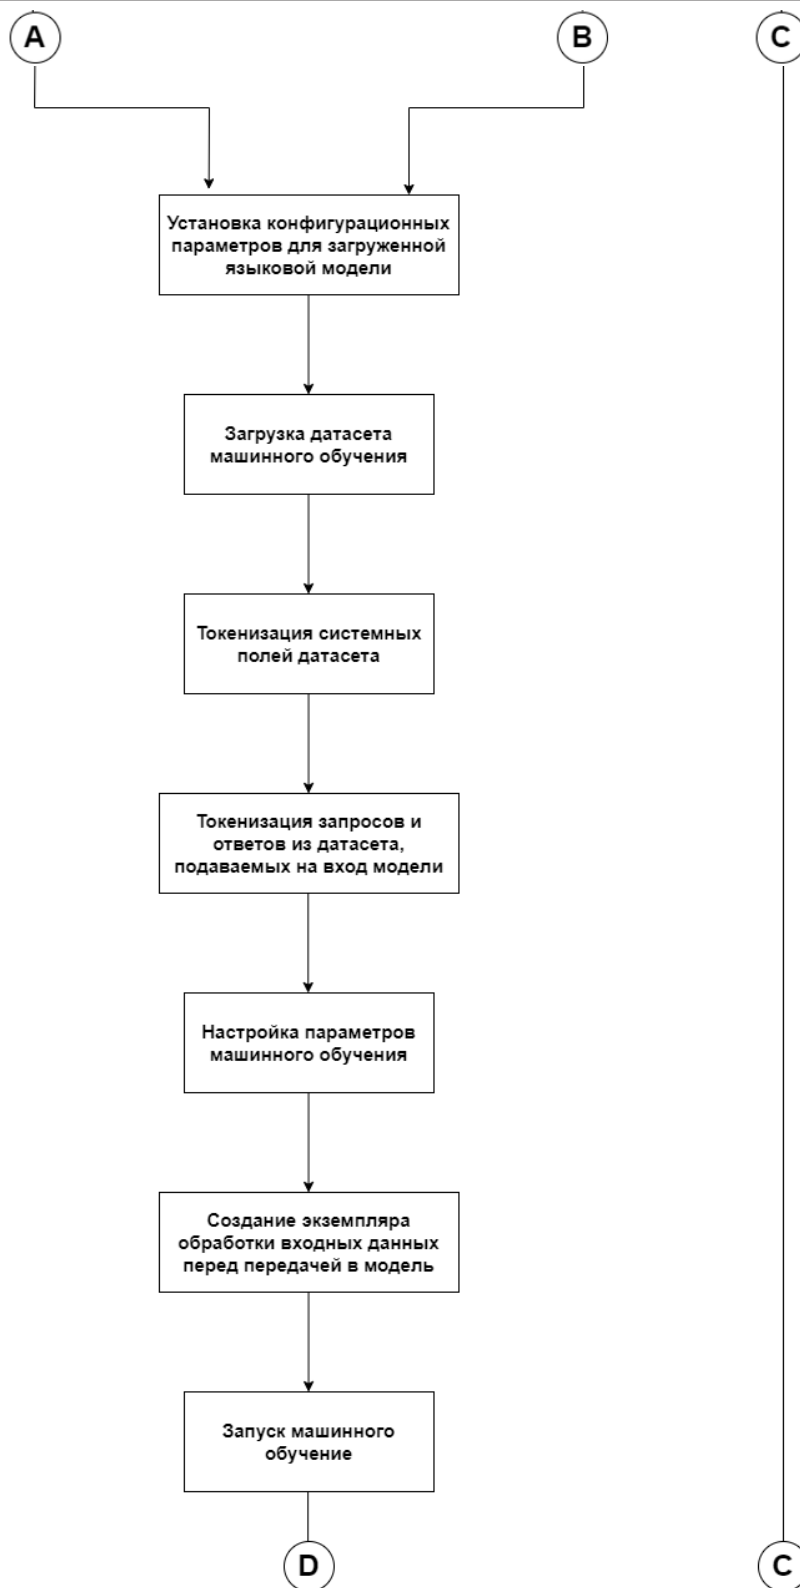 A
B
C
Установка конфигурационных
параметров для загруженной
языковой модели
Загрузка датасета
машинного обучения
Токенизация системных
полей датасета
Токенизация запросов и
ответов из датасета,
подаваемых на вход модели
Настройка параметров
машинного обучения
Создание экземпляра
обработки входных данных
перед передачей в модель
Запуск машинного
обучение
D
C